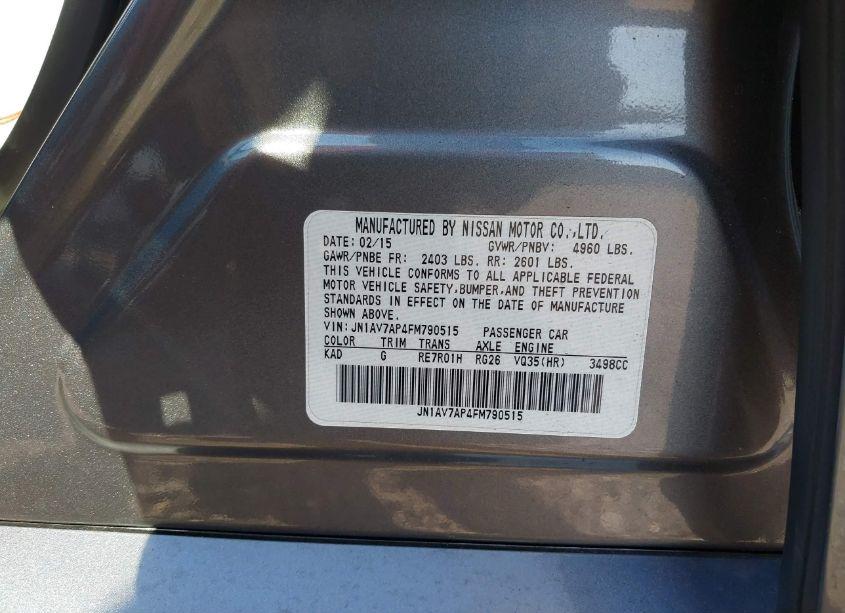 MANUFACTURED BY NISSAN MOTOR CO.,LTD.
DATE: 02/15 GVWR/PNBV: 4960 LBS.
GAWR/PNBE FR: 2403 LBS. RR: 2601 LBS.
THIS VEHICLE CONFORMS TO ALL APPLICABLE FEDERAL
MOTOR VEHICLE SAFETY,BUMPER,AND THEFT PREVENTION
STANDARDS IN EFFECT ON THE DATE OF MANUFACTURE
SHOWN ABOVE.
VIN:JN1AV7AP4FM790515 PASSENGER CAR
COLOR TRIM TRANS AXLE ENGINE
KAD G RE7R01H RG26 VQ35(HR) 3498CC
JN1AV7AP4FM790515